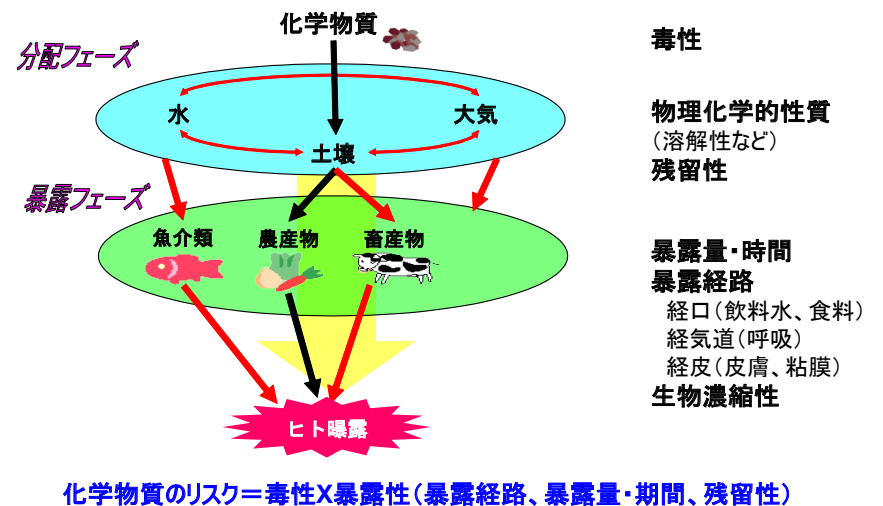 化学物質
分配フェーズ
水
大気
土壌
暴露フェーズ
魚介類
農産物
畜産物
ヒト曝露
毒性
物理化学的性質
（溶解性など）
残留性
暴露量・時間
暴露経路
経口（飲料水、食料）
経気道（呼吸）
経皮（皮膚、粘膜）
生物濃縮性
化学物質のリスク＝毒性X暴露性（暴露経路、暴露量・期間、残留性）